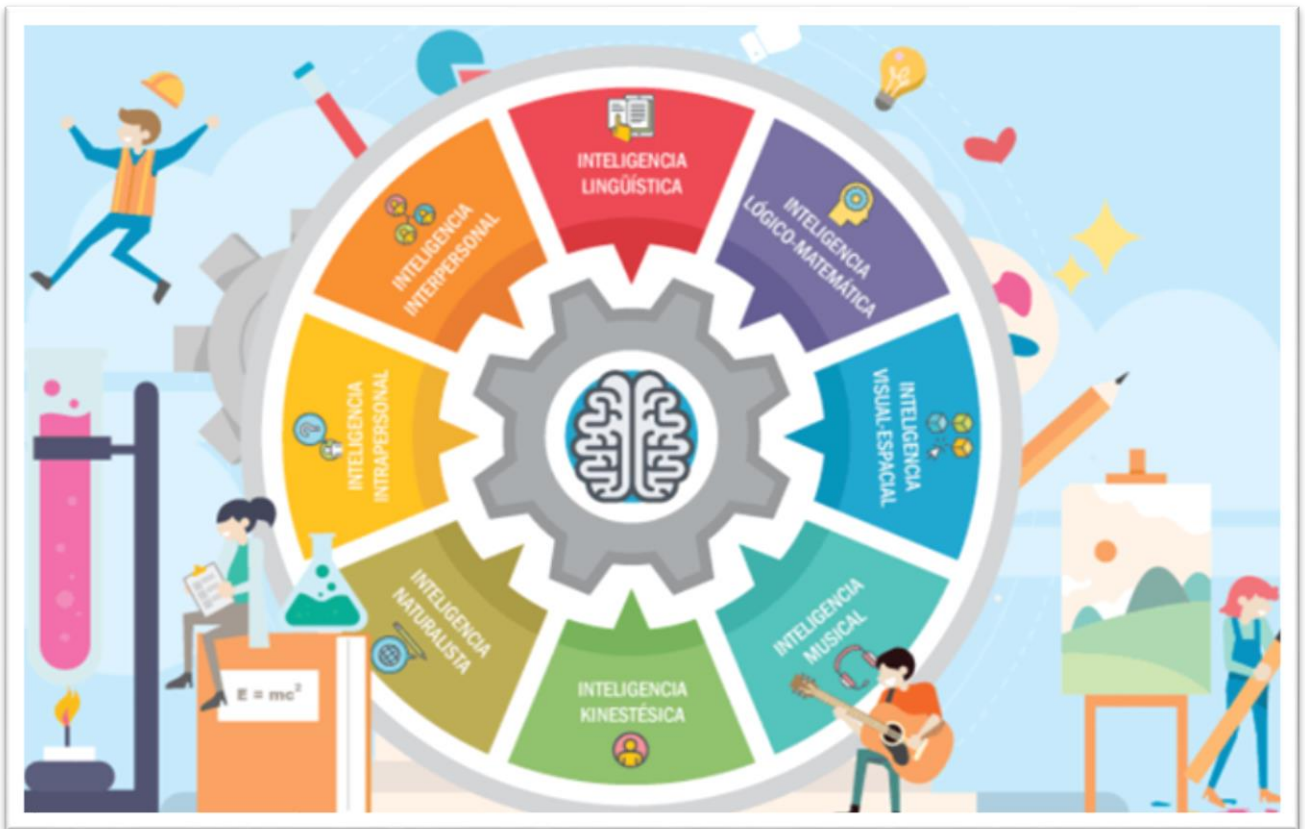 INTELIGENCIA
LINGÜÍSTICA
INTELIGENCIA
LÓGICO-MATEMÁTICA
INTELIGENCIA
VISUAL-ESPACIAL
INTELIGENCIA
MUSICAL
INTELIGENCIA
KINESTÉSICA
INTELIGENCIA
NATURALISTA
INTELIGENCIA
INTRAPERSONAL
INTELIGENCIA
INTERPERSONAL
E = mc²